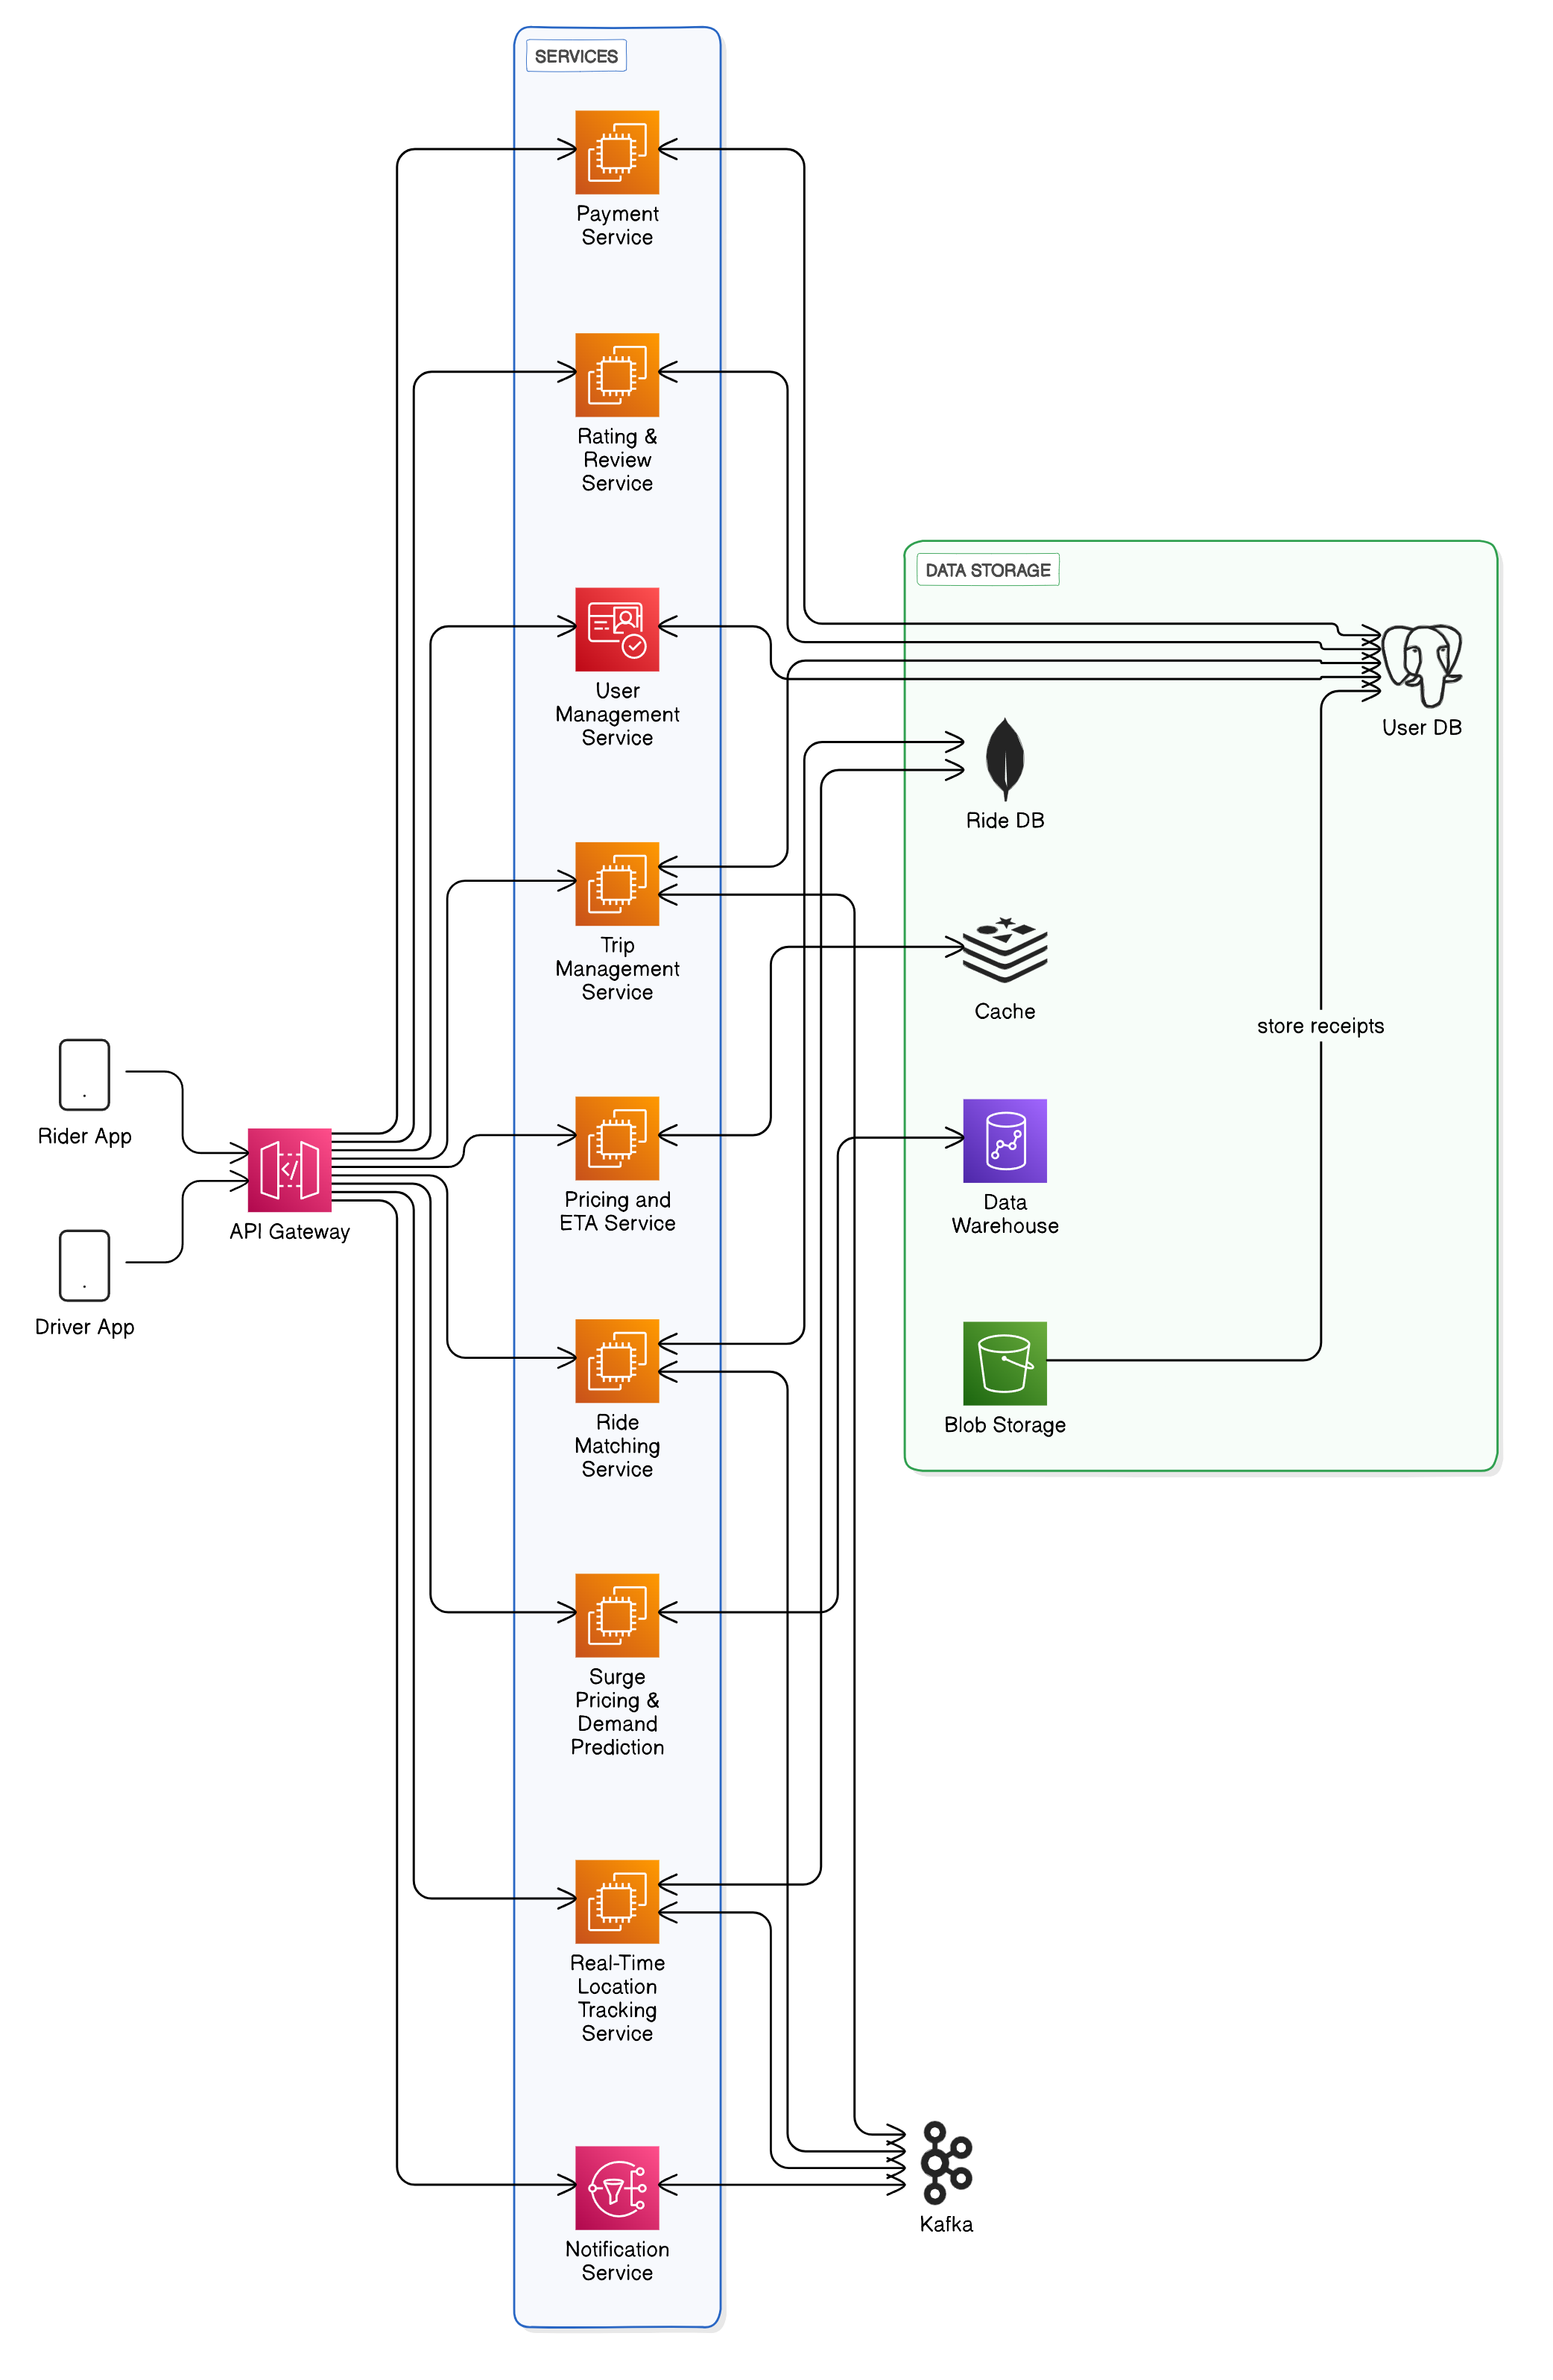 SERVICES
Payment
Service
Rating &
Review
Service
DATA STORAGE
User
Management
Service
User DB
Ride DB
Trip
Management
Service
Cache
store receipts
Rider App
Pricing and
ETA Service
Data
Warehouse
API Gateway
Driver App
Ride
Matching
Service
Blob Storage
Surge
Pricing &
Demand
Prediction
Real-Time
Location
Tracking
Service
Kafka
Notification
Service